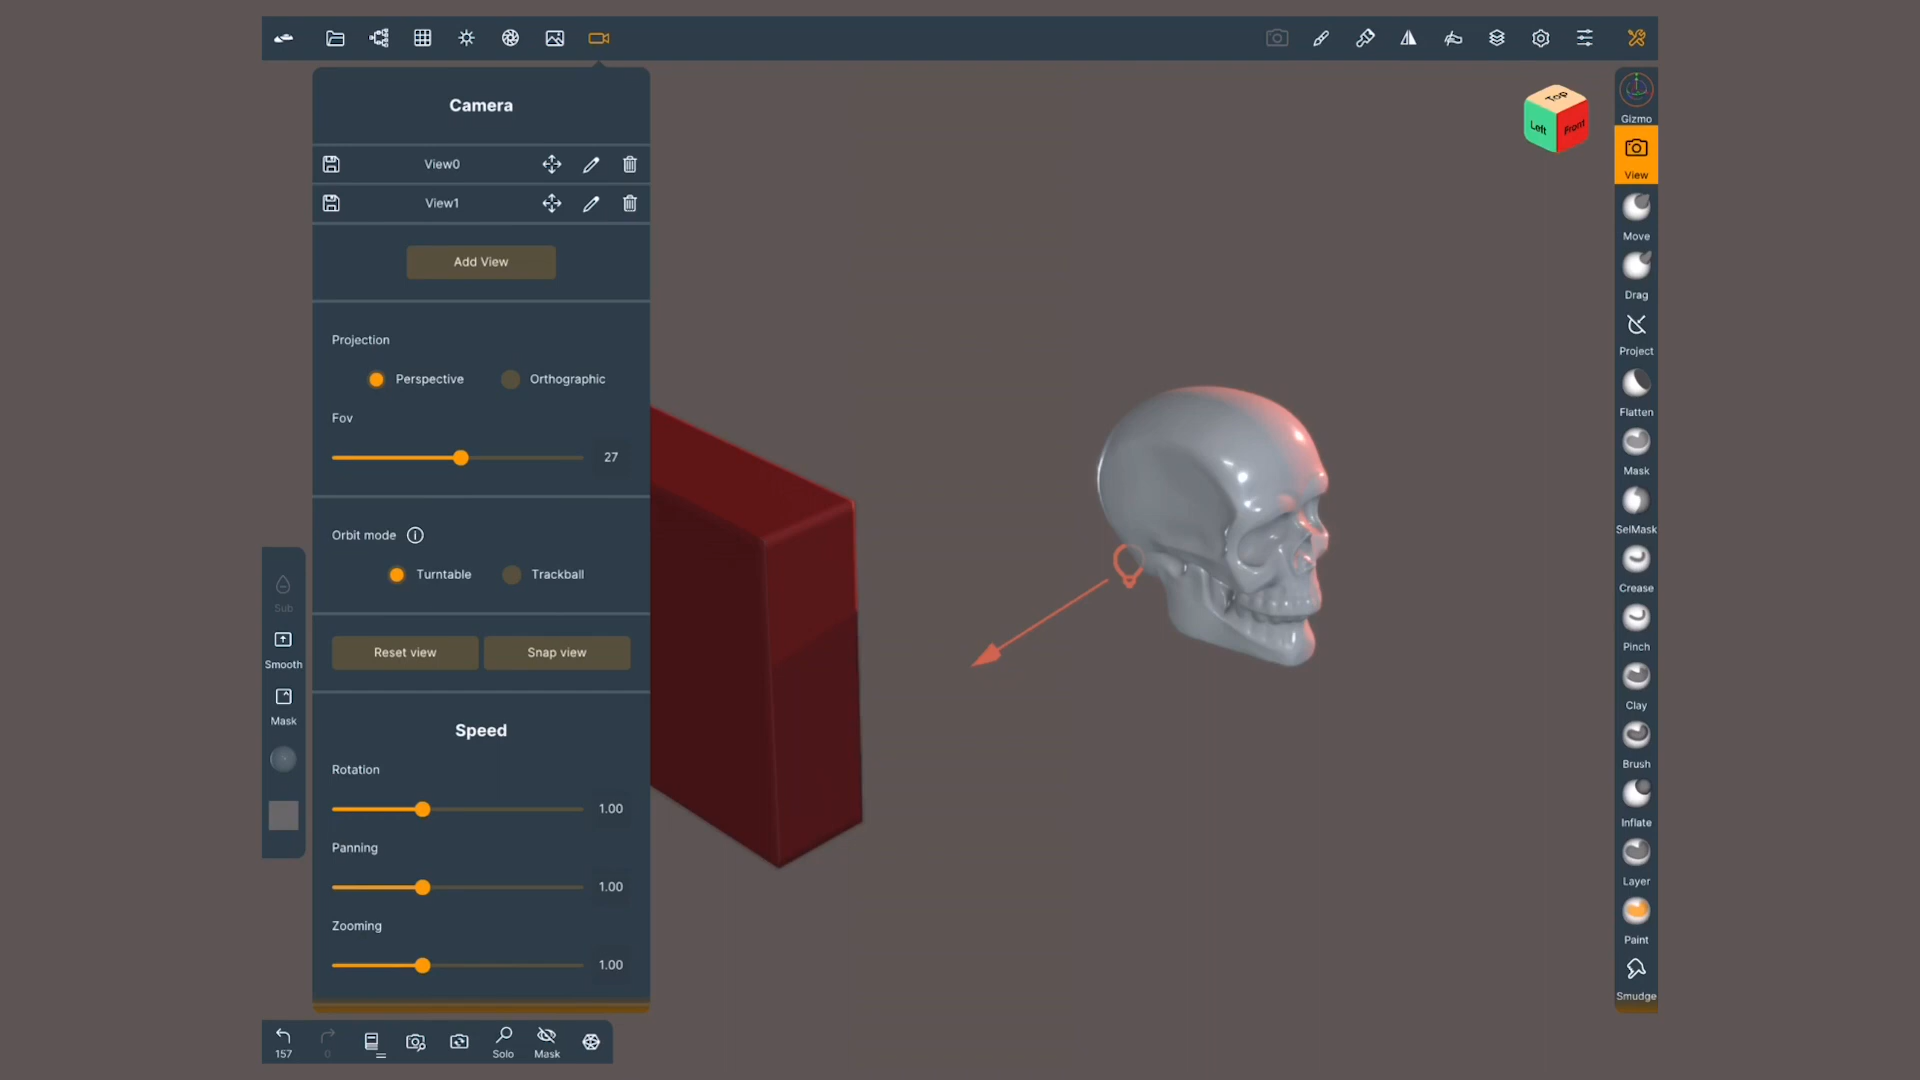 Camera
View0
View1
Add View
Projection
Perspective Orthographic
Fov
27
Orbit mode
Turntable Trackball
Reset view Snap view
Speed
Rotation
1.00
Panning
1.00
Zooming
1.00
Sub
Smooth
Mask
157
0
Solo
Mask
Top
Left
Front
Gizmo
View
Move
Drag
Project
Flatten
Mask
SelMask
Crease
Pinch
Clay
Brush
Inflate
Layer
Paint
Smudge